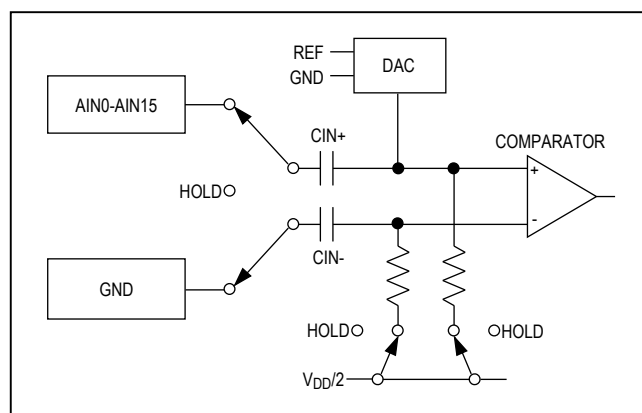 REF
GND
DAC
AIN0-AIN15
CIN+
COMPARATOR
+
-
HOLD
CIN-
GND
HOLD
HOLD
VDD/2